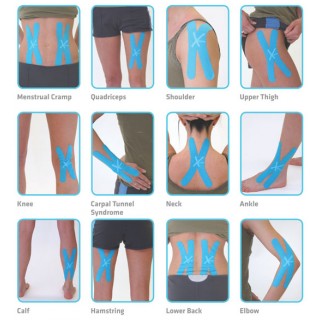 Menstrual Cramp
Quadriceps
Shoulder
Upper Thigh
Knee
Carpal Tunnel
Syndrome
Neck
Ankle
Calf
Hamstring
Lower Back
Elbow